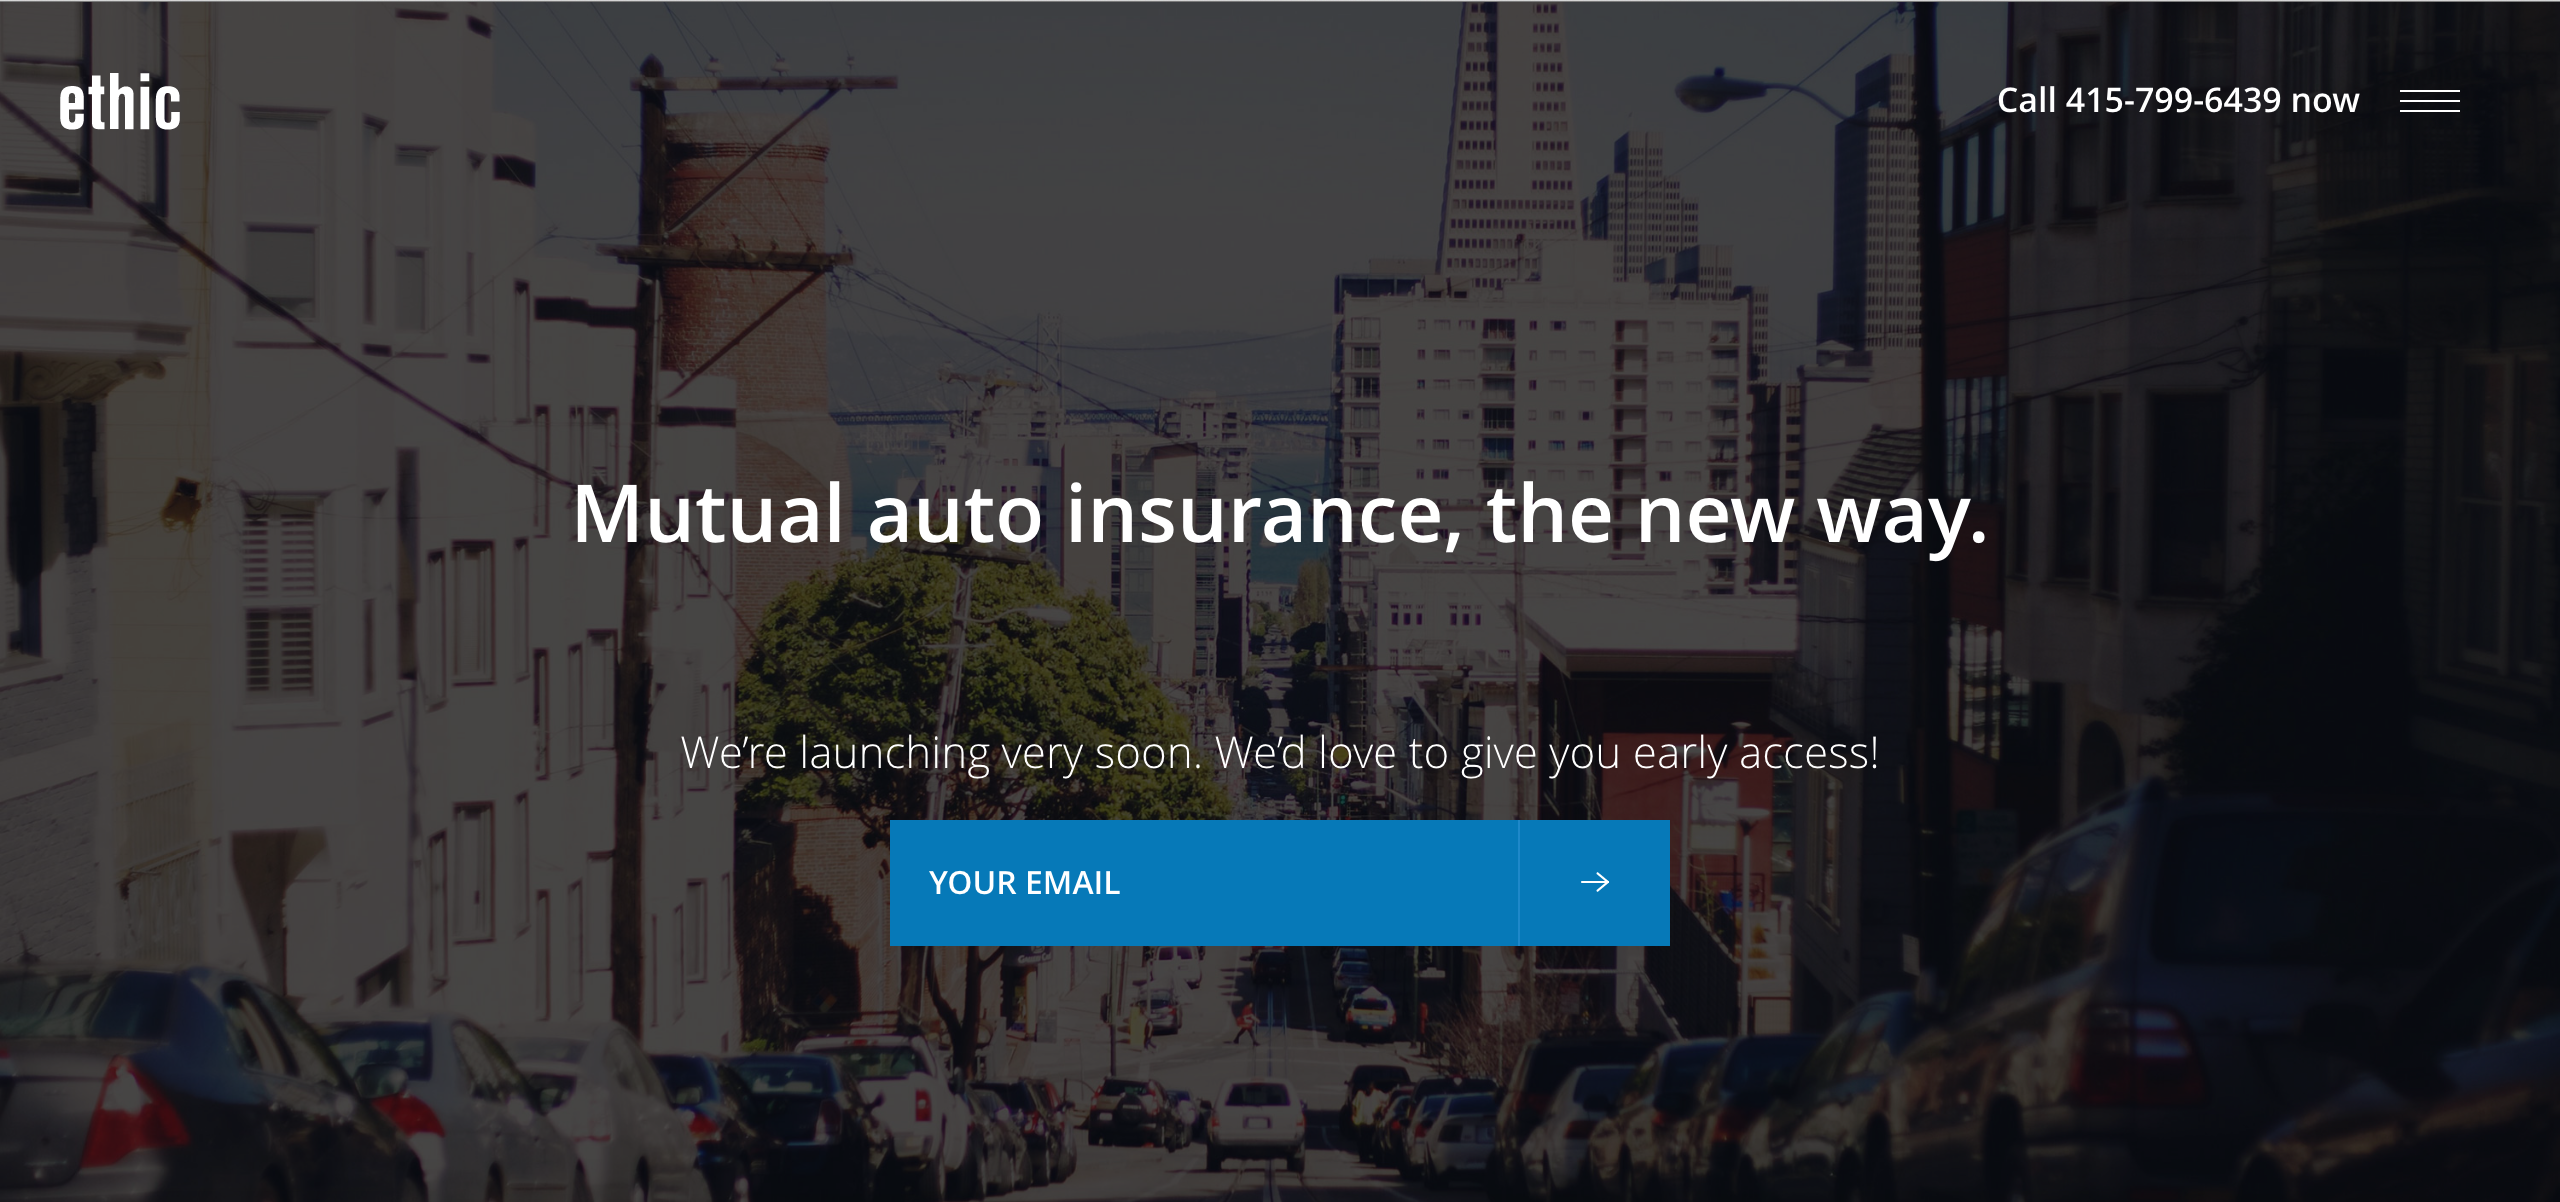 ethic
Call 415-799-6439 now
Mutual auto insurance, the new way.
We’re launching very soon. We’d love to give you early access!
YOUR EMAIL